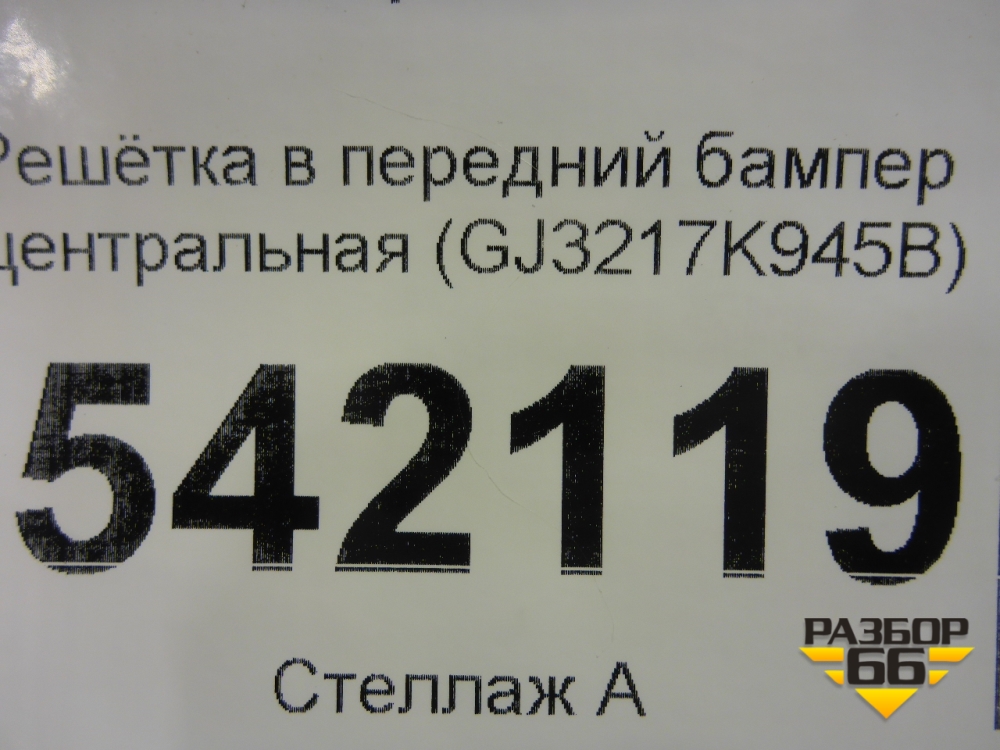 Решётка в передний бампер
центральная (GJ3217K945B)
542119
Стеллаж А
РАЗБОР
66